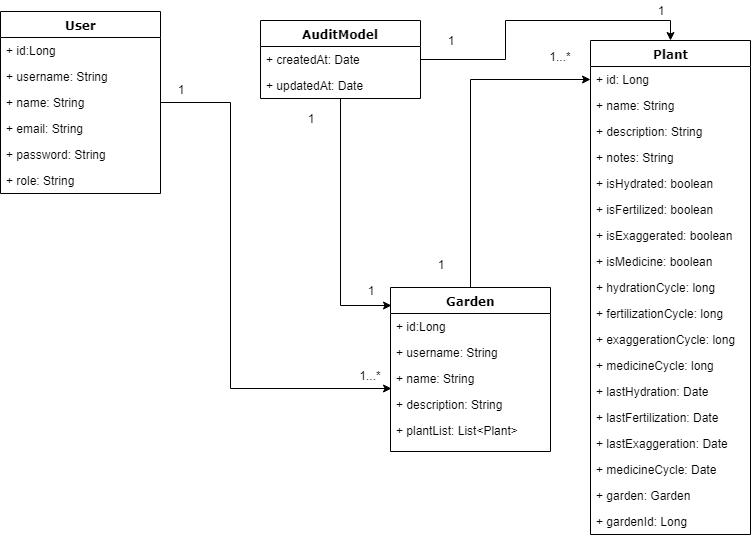 User
+ id:Long
+ username: String
+ name: String
+ email: String
+ password: String
+ role: String
1
AuditModel
+ createdAt: Date
+ updatedAt: Date
1
1
1
1...*
1
1
1...*
Garden
+ id:Long
+ username: String
+ name: String
+ description: String
+ plantList: List<Plant>
Plant
+ id: Long
+ name: String
+ description: String
+ notes: String
+ isHydrated: boolean
+ isFertilized: boolean
+ isExaggerated: boolean
+ isMedicine: boolean
+ hydrationCycle: long
+ fertilizationCycle: long
+ exaggerationCycle: long
+ medicineCycle: long
+ lastHydration: Date
+ lastFertilization: Date
+ lastExaggeration: Date
+ medicineCycle: Date
+ garden: Garden
+ gardenId: Long